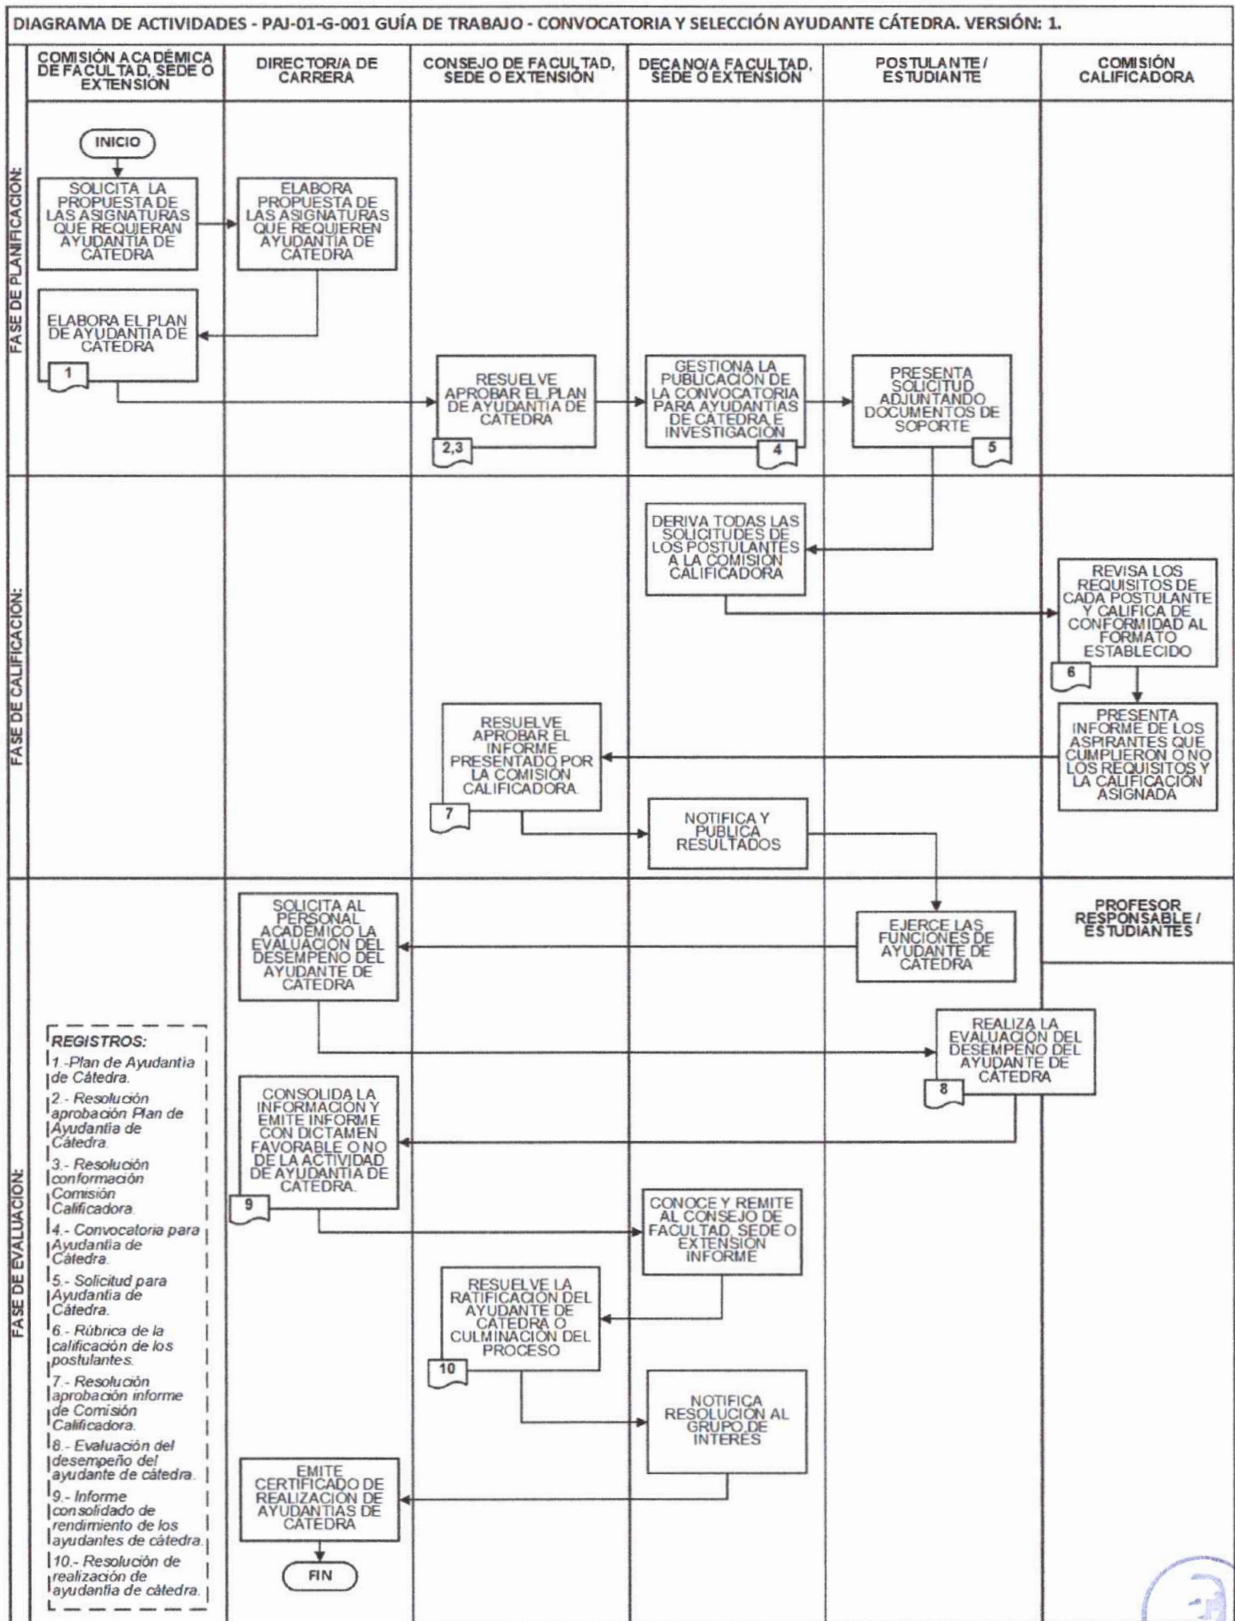 DIAGRAMA DE ACTIVIDADES - PAJ-01-G-001 GUÍA DE TRABAJO - CONVOCATORIA Y SELECCIÓN AYUDANTE CÁTEDRA. VERSIÓN: 1.
COMISIÓN ACADÉMICA
DE FACULTAD, SEDE O
EXTENSIÓN
DIRECTOR/A DE
CARRERA
CONSEJO DE FACULTAD,
SEDE O EXTENSIÓN
DECANO/A FACULTAD,
SEDE O EXTENSIÓN
POSTULANTE /
ESTUDIANTE
COMISIÓN
CALIFICADORA
FASE DE PLANIFICACIÓN:
INICIO
SOLICITA LA
PROPUESTA DE
LAS ASIGNATURAS
QUE REQUIERAN
AYUDANTÍA DE
CÁTEDRA
ELABORA
PROPUESTA DE
LAS ASIGNATURAS
QUE REQUIEREN
AYUDANTÍA DE
CÁTEDRA
ELABORA EL PLAN
DE AYUDANTÍA DE
CÁTEDRA
1
RESUELVE
APROBAR EL PLAN
DE AYUDANTÍA DE
CÁTEDRA
2,3
GESTIONA LA
PUBLICACIÓN DE
LA CONVOCATORIA
PARA AYUDANTÍAS
DE CÁTEDRA E
INVESTIGACIÓN
4
PRESENTA
SOLICITUD
ADJUNTANDO
DOCUMENTOS DE
SOPORTE
5
FASE DE CALIFICACIÓN:
DERIVA TODAS LAS
SOLICITUDES DE
LOS POSTULANTES
A LA COMISIÓN
CALIFICADORA
REVISA LOS
REQUISITOS DE
CADA POSTULANTE
Y CALIFICA DE
CONFORMIDAD AL
FORMATO
ESTABLECIDO
6
PRESENTA
INFORME DE LOS
ASPIRANTES QUE
CUMPLIERON O NO
LOS REQUISITOS Y
LA CALIFICACIÓN
ASIGNADA
RESUELVE
APROBAR EL
INFORME
PRESENTADO POR
LA COMISIÓN
CALIFICADORA.
7
NOTIFICA Y
PUBLICA
RESULTADOS
FASE DE EVALUACIÓN:
PROFESOR
RESPONSABLE /
ESTUDIANTES
EJERCE LAS
FUNCIONES DE
AYUDANTE DE
CÁTEDRA
SOLICITA AL
PERSONAL
ACADÉMICO LA
EVALUACIÓN DEL
DESEMPEÑO DEL
AYUDANTE DE
CÁTEDRA
REALIZA LA
EVALUACIÓN DEL
DESEMPEÑO DEL
AYUDANTE DE
CÁTEDRA
8
CONSOLIDA LA
INFORMACIÓN Y
EMITE INFORME
CON DICTAMEN
FAVORABLE O NO
DE LA ACTIVIDAD
DE AYUDANTÍA DE
CÁTEDRA.
9
CONOCE Y REMITE
AL CONSEJO DE
FACULTAD, SEDE O
EXTENSIÓN
INFORME
RESUELVE LA
RATIFICACIÓN DEL
AYUDANTE DE
CÁTEDRA O
CULMINACIÓN DEL
PROCESO
10
NOTIFICA
RESOLUCIÓN AL
GRUPO DE
INTERÉS
EMITE
CERTIFICADO DE
REALIZACIÓN DE
AYUDANTÍAS DE
CÁTEDRA
FIN
REGISTROS:
1.-Plan de Ayudantía
de Cátedra.
2.- Resolución
aprobación Plan de
Ayudantía de
Cátedra.
3.- Resolución
conformación
Comisión
Calificadora.
4.- Convocatoria para
Ayudantía de
Cátedra.
5.- Solicitud para
Ayudantía de
Cátedra.
6.- Rúbrica de la
calificación de los
postulantes.
7.- Resolución
aprobación informe
de Comisión
Calificadora.
8.- Evaluación del
desempeño del
ayudante de cátedra.
9.- Informe
consolidado de
rendimiento de los
ayudantes de cátedra.
10.- Resolución de
realización de
ayudantía de cátedra.